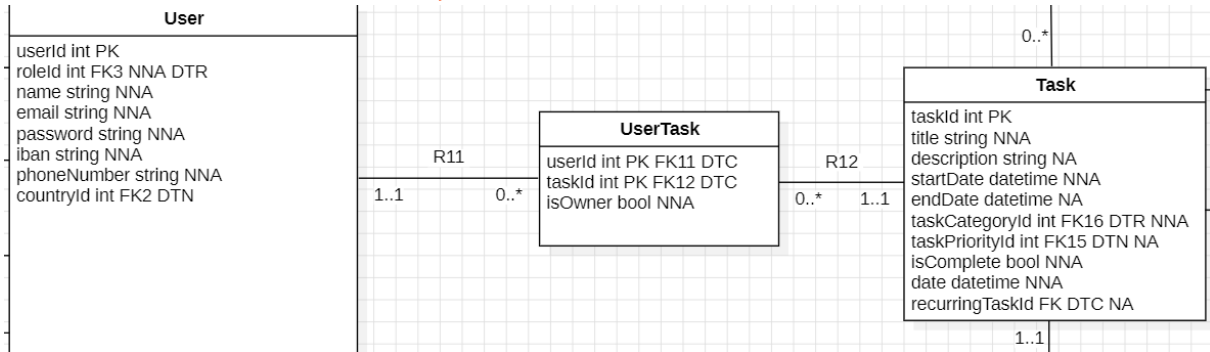 User
userId int PK
roleId int FK3 NNA DTR
name string NNA
email string NNA
password string NNA
iban string NNA
phoneNumber string NNA
countryId int FK2 DTN
R11
1..1
0..*
UserTask
userId int PK FK11 DTC
taskId int PK FK12 DTC
isOwner bool NNA
R12
0..*
1..1
0..*
Task
taskId int PK
title string NNA
description string NA
startDate datetime NNA
endDate datetime NA
taskCategoryId int FK16 DTR NNA
taskPriorityId int FK15 DTN NA
isComplete bool NNA
date datetime NNA
recurringTaskId FK DTC NA
1..1